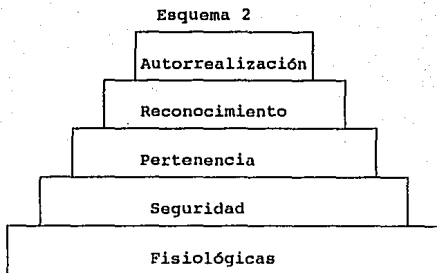 Esquema 2
Autorrealización
Reconocimiento
Pertenencia
Seguridad
Fisiológicas